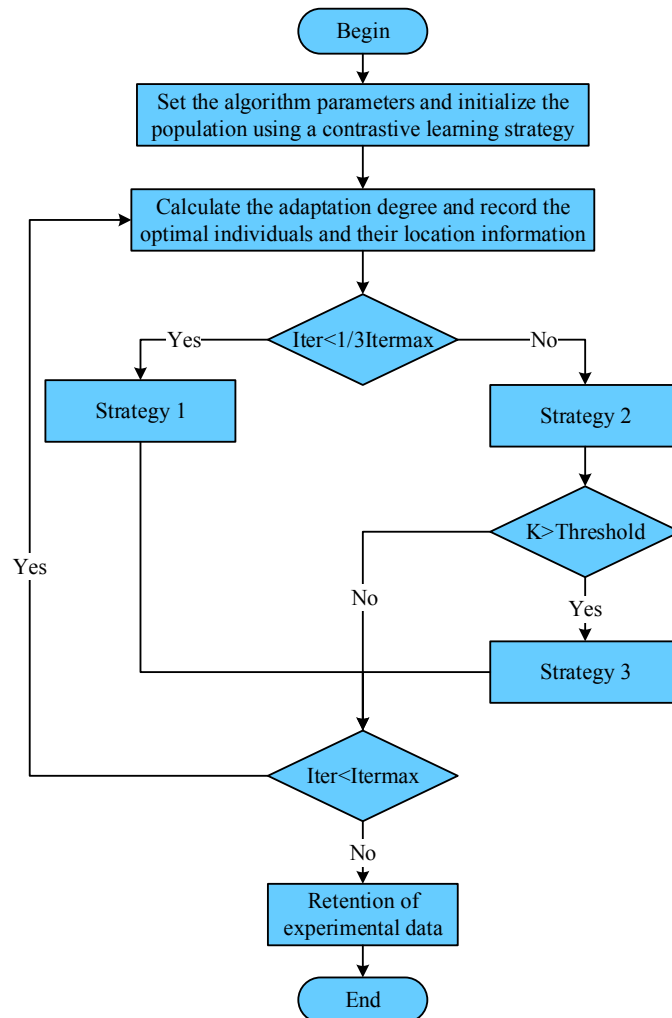 Begin
Set the algorithm parameters and initialize the
population using a contrastive learning strategy
Calculate the adaptation degree and record the
optimal individuals and their location information
Iter<1/3Itermax
Yes
No
Strategy 1
Strategy 2
K>Threshold
Yes
No
Yes
Strategy 3
Iter<Itermax
No
Retention of
experimental data
End